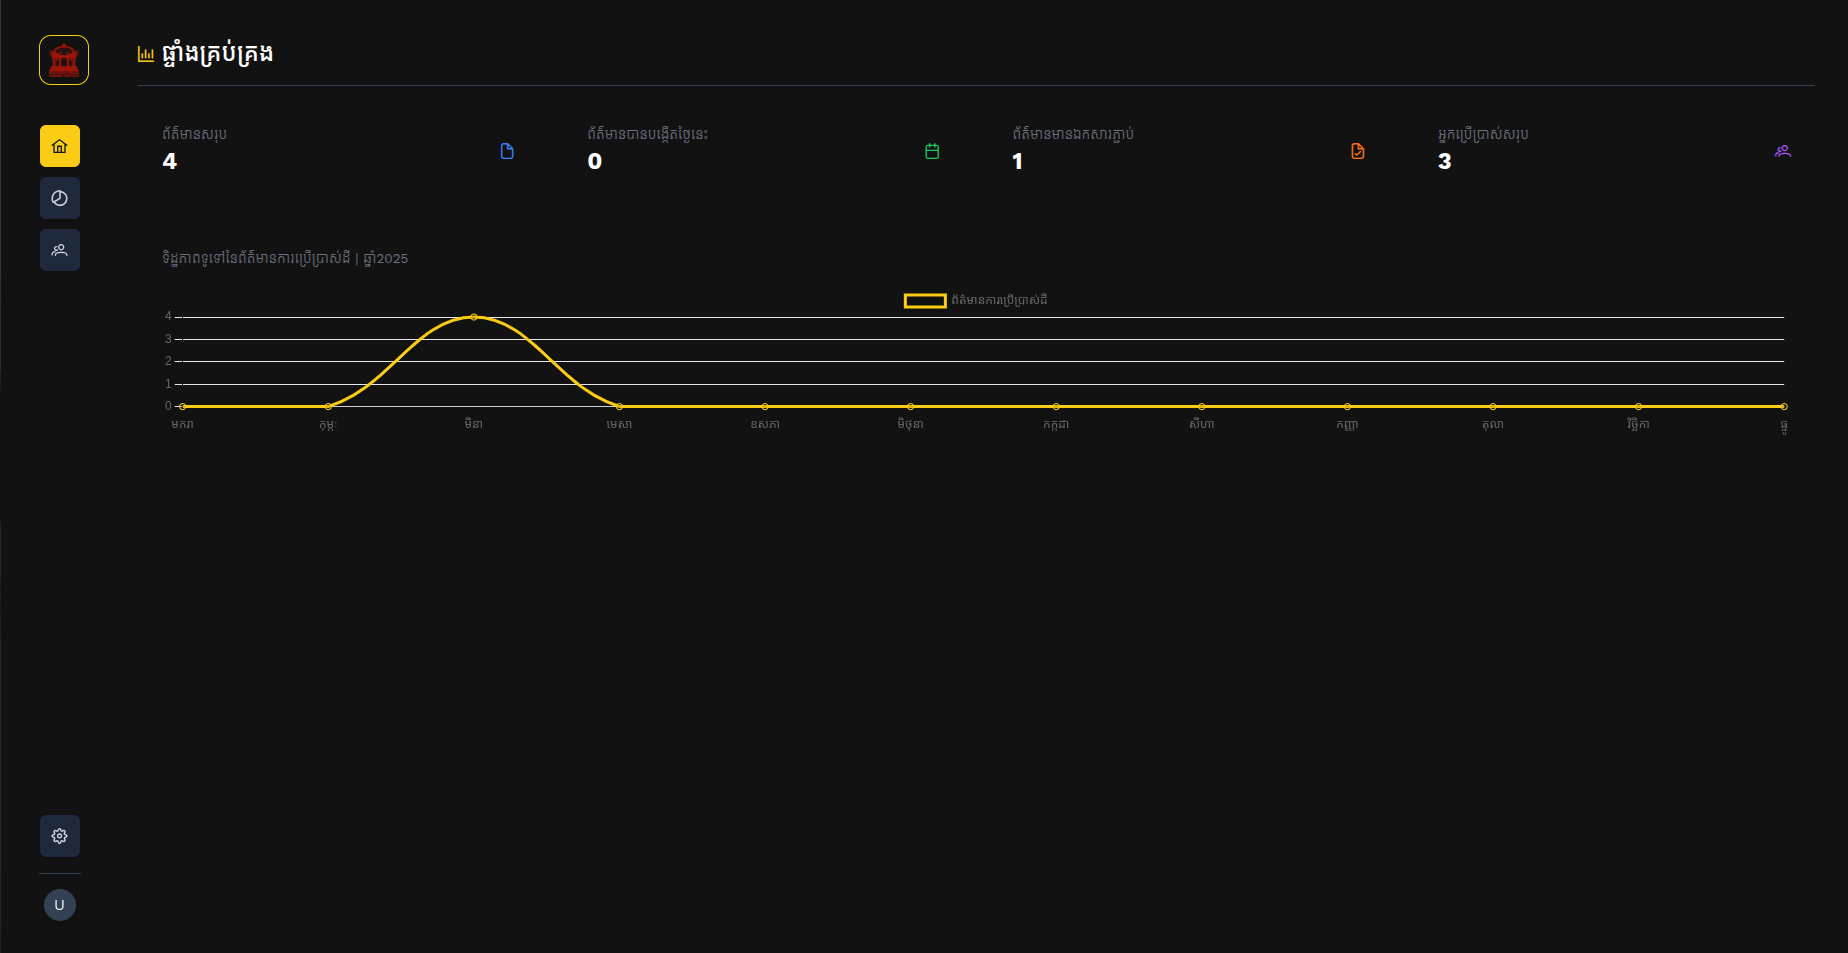 ផ្ទាំងគ្រប់គ្រង
ព័ត៌មានសរុប
4
ព័ត៌មានបានបង្កើតថ្ងៃនេះ
0
ព័ត៌មានមានឯកសារភ្ជាប់
1
អ្នកប្រើប្រាស់សរុប
3
ទិដ្ឋភាពទូទៅនៃព័ត៌មានការប្រើប្រាស់ដី | ឆ្នាំ2025
ព័ត៌មានការប្រើប្រាស់ដី
4
3
2
1
0
មករា កុម្ភៈ មីនា មេសា ឧសភា មិថុនា កក្កដា សីហា កញ្ញា តុលា វិច្ឆិកា ធ្នូ
U